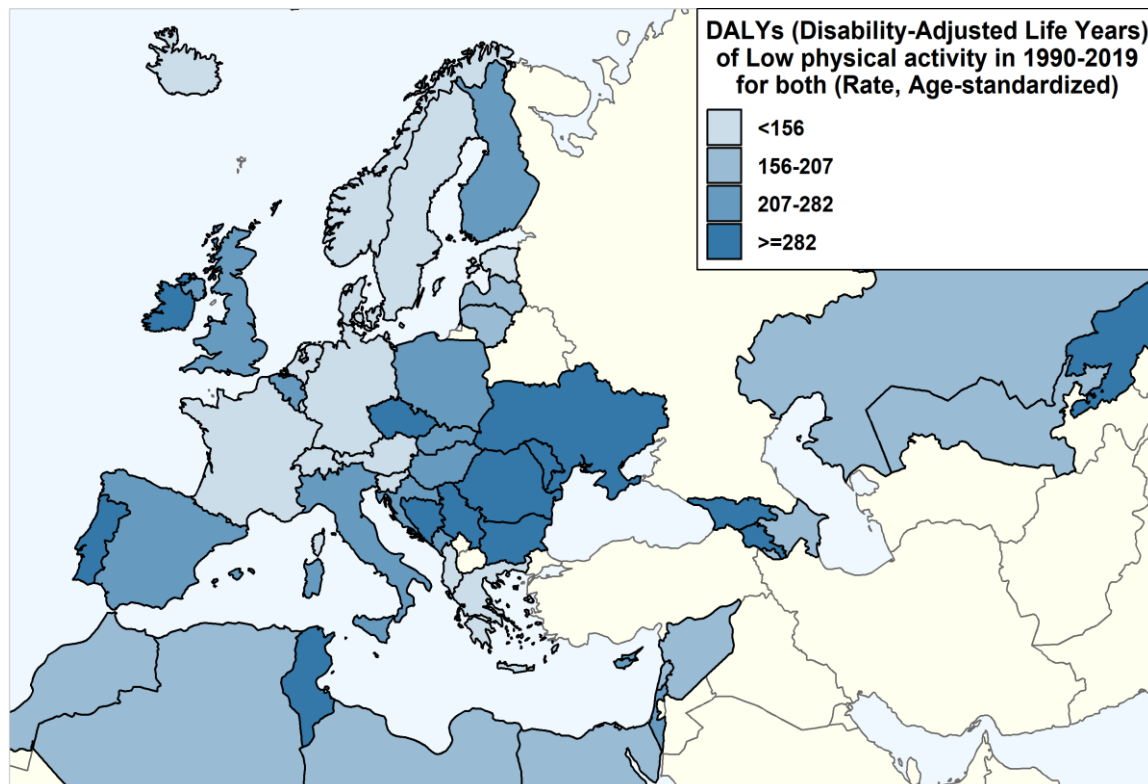 DALYs (Disability-Adjusted Life Years)
of Low physical activity in 1990-2019
for both (Rate, Age-standardized)
<156
156-207
207-282
>=282